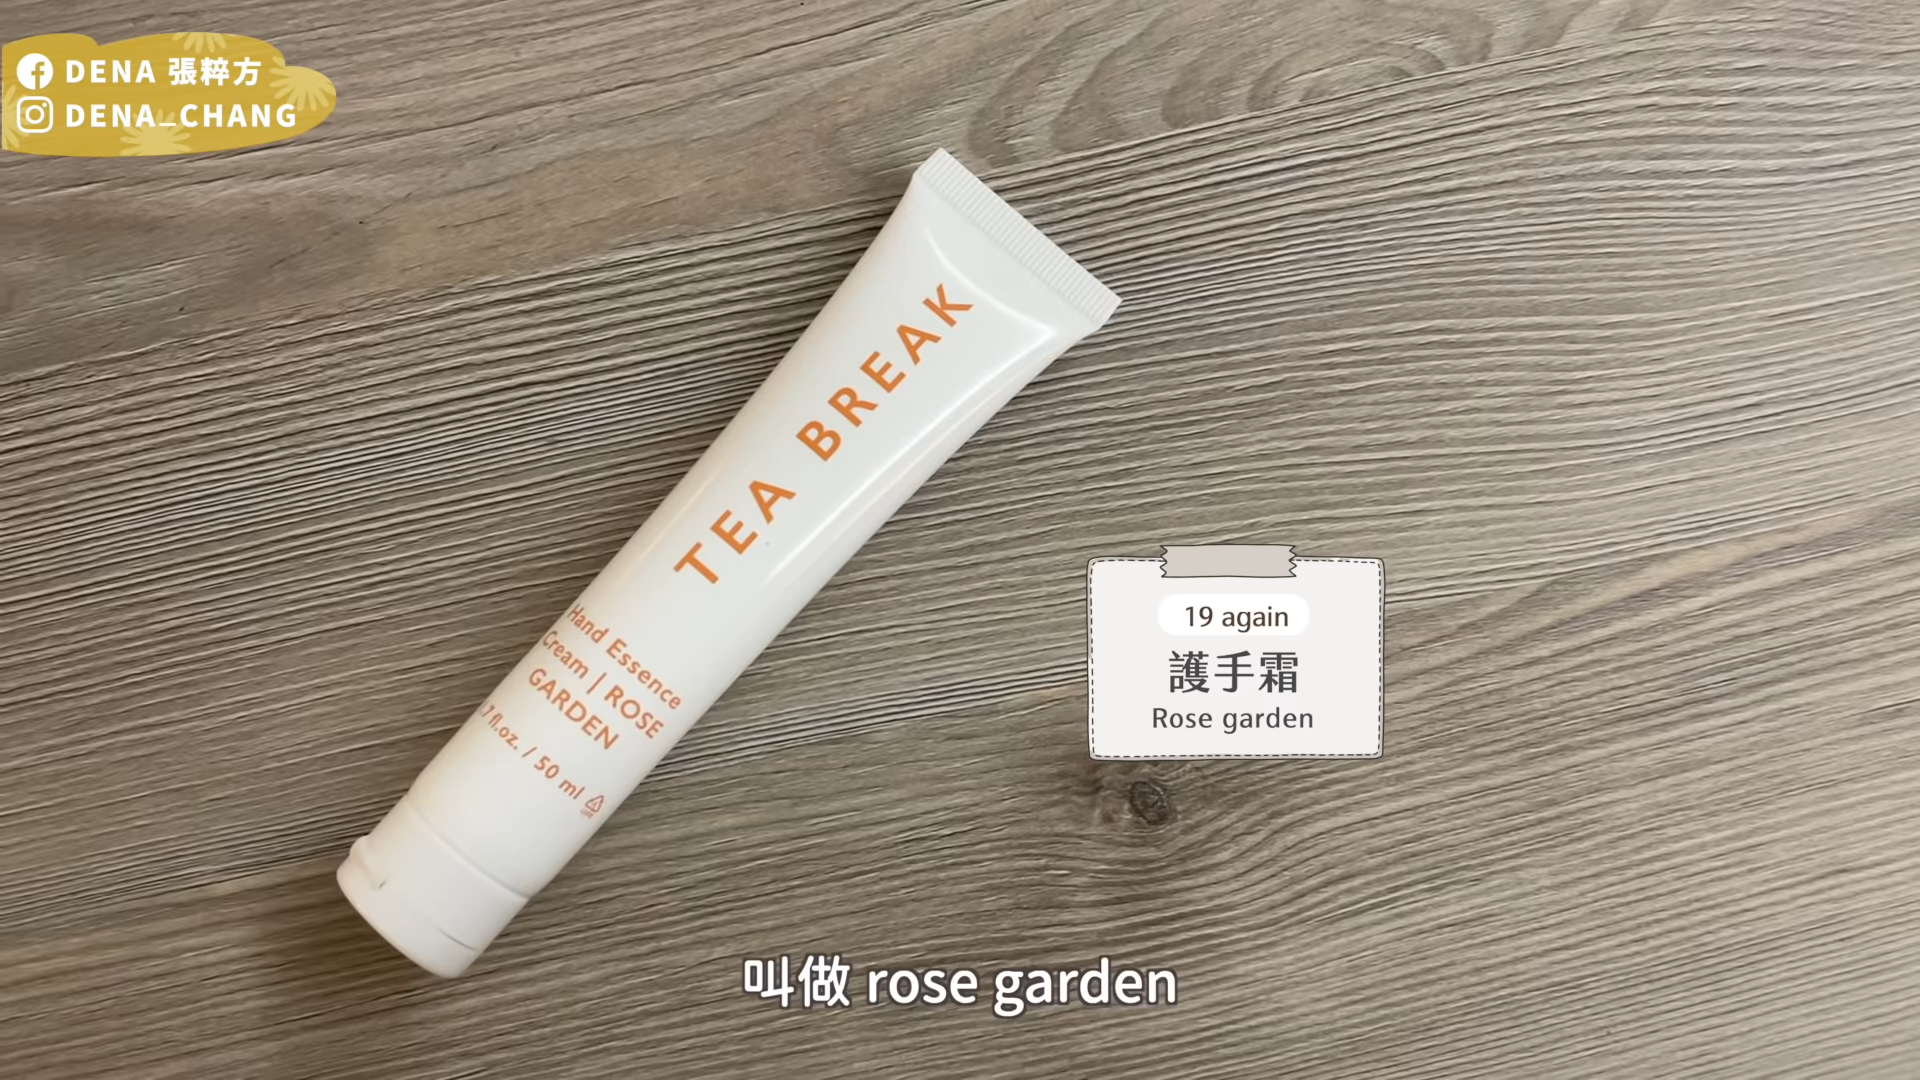 DENA 張粹方
DENA_CHANG
TEA BREAK
Hand Essence
Cream | ROSE
GARDEN
7 fl.oz. / 50 ml
19 again
護手霜
Rose garden
叫做 rose garden